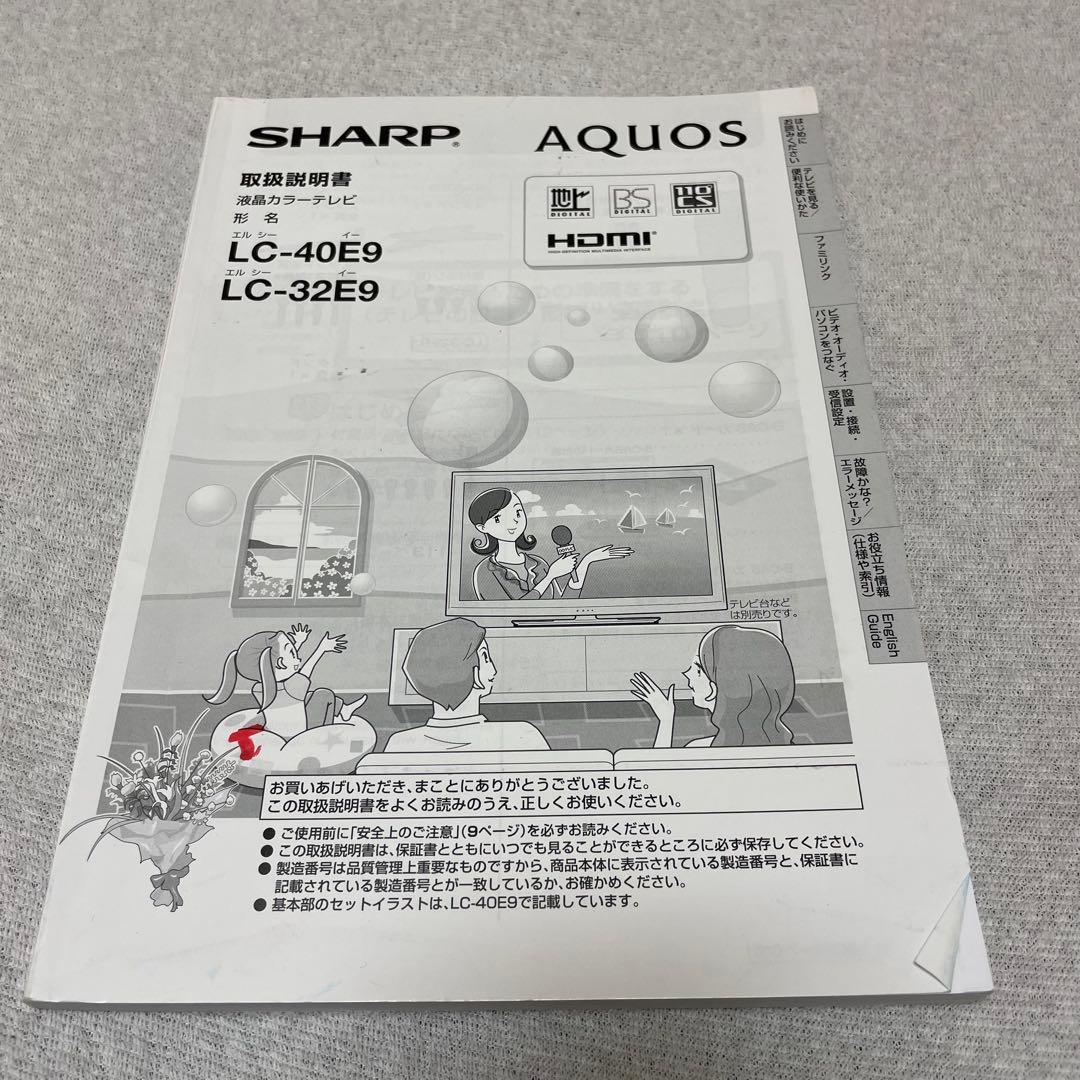 SHARP®
AQUOS
取扱説明書
液晶カラーテレビ
形 名
エル シー イー
LC-40E9
エル シー イー
LC-32E9
地上
DIGITAL
BS
DIGITAL
110
CS
DIGITAL
HDMI
HIGH-DEFINITION MULTIMEDIA INTERFACE
はじめに
お読みください
テレビを見る/
便利な使いかた
ファミリンク
ビデオ・オーディオ・
パソコンをつなぐ
設置・接続・
受信設定
故障かな?/
エラーメッセージ
お役立ち情報
(仕様や索引)
English
Guide
テレビ台など
は別売りです。
お買いあげいただき、まことにありがとうございました。
この取扱説明書をよくお読みのうえ、正しくお使いください。
● ご使用前に「安全上のご注意」(9ページ)を必ずお読みください。
● この取扱説明書は、保証書とともにいつでも見ることができるところに必ず保存してください。
● 製造番号は品質管理上重要なものですから、商品本体に表示されている製造番号と、保証書に
記載されている製造番号とが一致しているか、お確かめください。
● 基本部のセットイラストは、LC-40E9で記載しています。